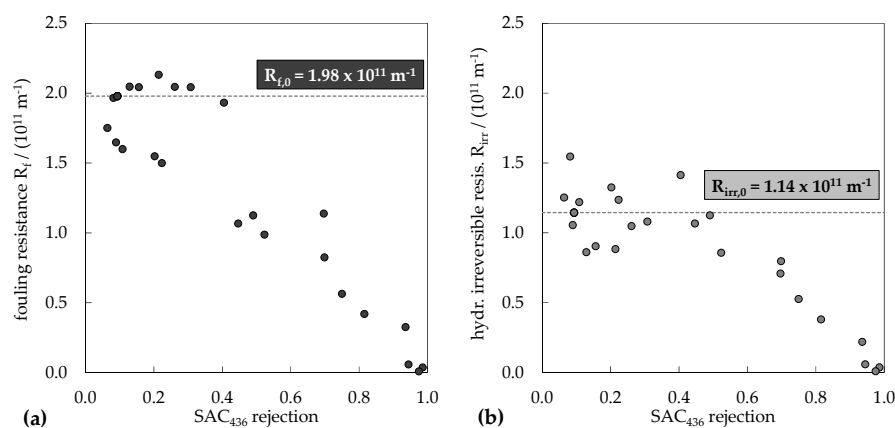 2.5
2.0
1.5
1.0
0.5
0.0
fouling resistance R_f / (10^11 m^-1)
R_f,0 = 1.98 x 10^11 m^-1
0.0 0.2 0.4 0.6 0.8 1.0
(a) SAC_436 rejection
2.5
2.0
1.5
1.0
0.5
0.0
hydr. irreversible resis. R_irr / (10^11 m^-1)
R_irr,0 = 1.14 x 10^11 m^-1
0.0 0.2 0.4 0.6 0.8 1.0
(b) SAC_436 rejection